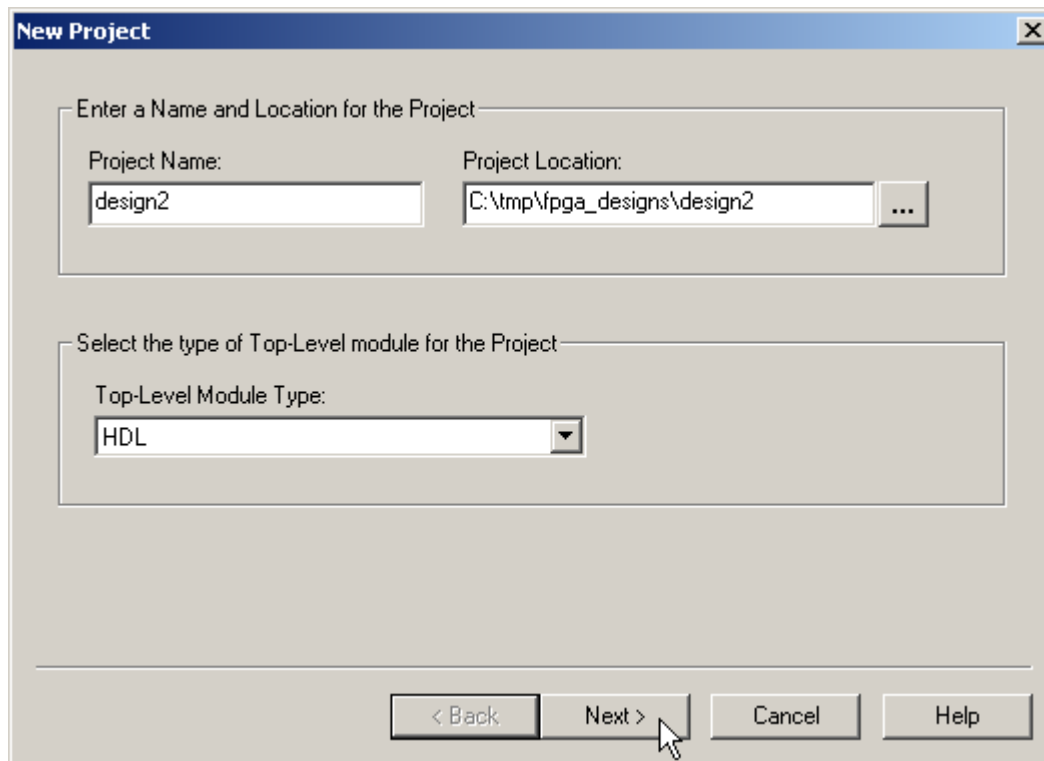 New Project
Enter a Name and Location for the Project
Project Name:
Project Location:
design2
C:\tmp\fpga_designs\design2
...
Select the type of Top-Level module for the Project
Top-Level Module Type:
HDL
< Back
Next >
Cancel
Help